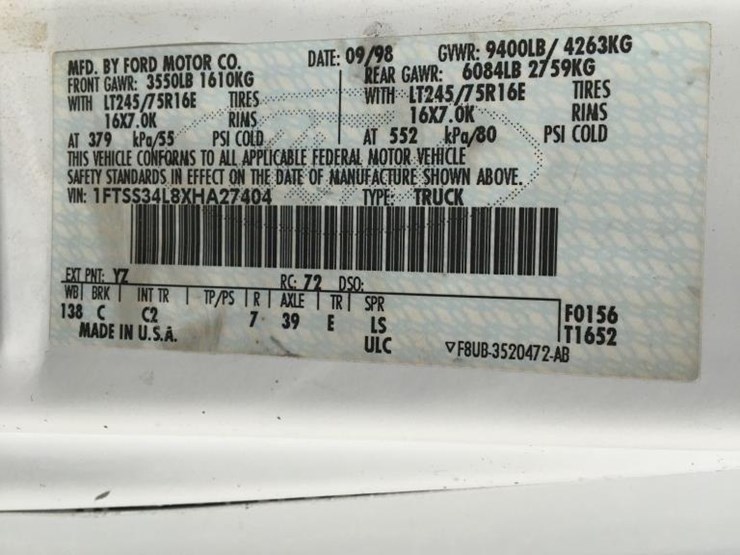 MFD. BY FORD MOTOR CO. DATE: 09/98 GVWR: 9400LB/ 4263KG
FRONT GAWR: 3550LB 1610KG REAR GAWR: 6084LB 2759KG
WITH LT245/75R16E TIRES WITH LT245/75R16E TIRES
16X7.0K RIMS 16X7.0K RIMS
AT 379 kPa/55 PSI COLD AT 552 kPa/80 PSI COLD
THIS VEHICLE CONFORMS TO ALL APPLICABLE FEDERAL MOTOR VEHICLE
SAFETY STANDARDS IN EFFECT ON THE DATE OF MANUFACTURE SHOWN ABOVE.
VIN: 1FTSS34L8XHA27404 TYPE: TRUCK
EXT PNT: YZ RC: 72 DSO:
WB BRK INT TR TP/PS R AXLE TR SPR
138 C C2 7 39 E LS F0156
MADE IN U.S.A. ULC T1652
▽F8UB-3520472-AB